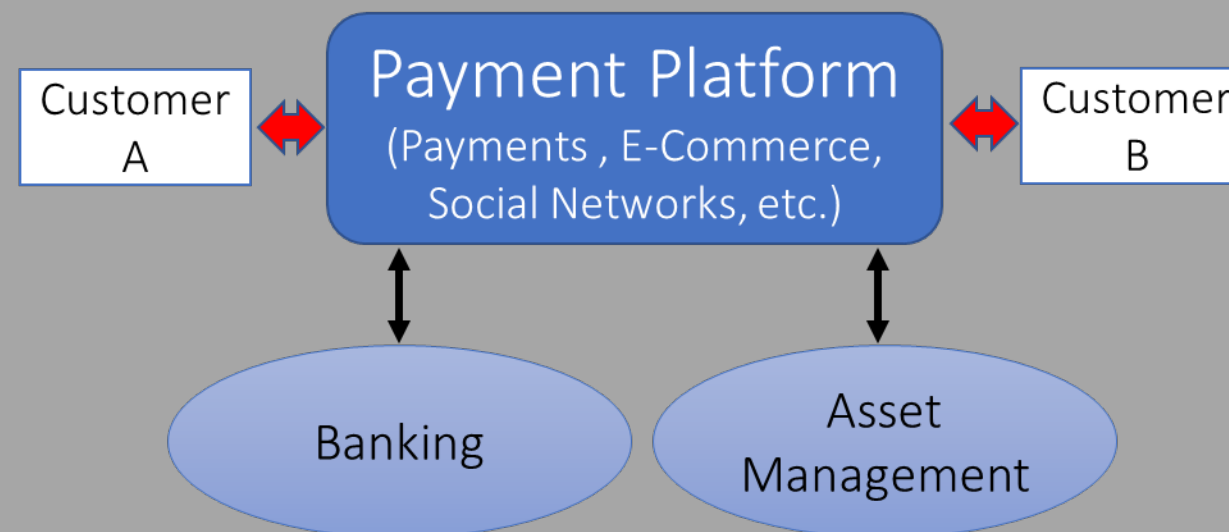 Payment Platform
(Payments , E-Commerce,
Social Networks, etc.)
Customer
A
Customer
B
Banking
Asset
Management